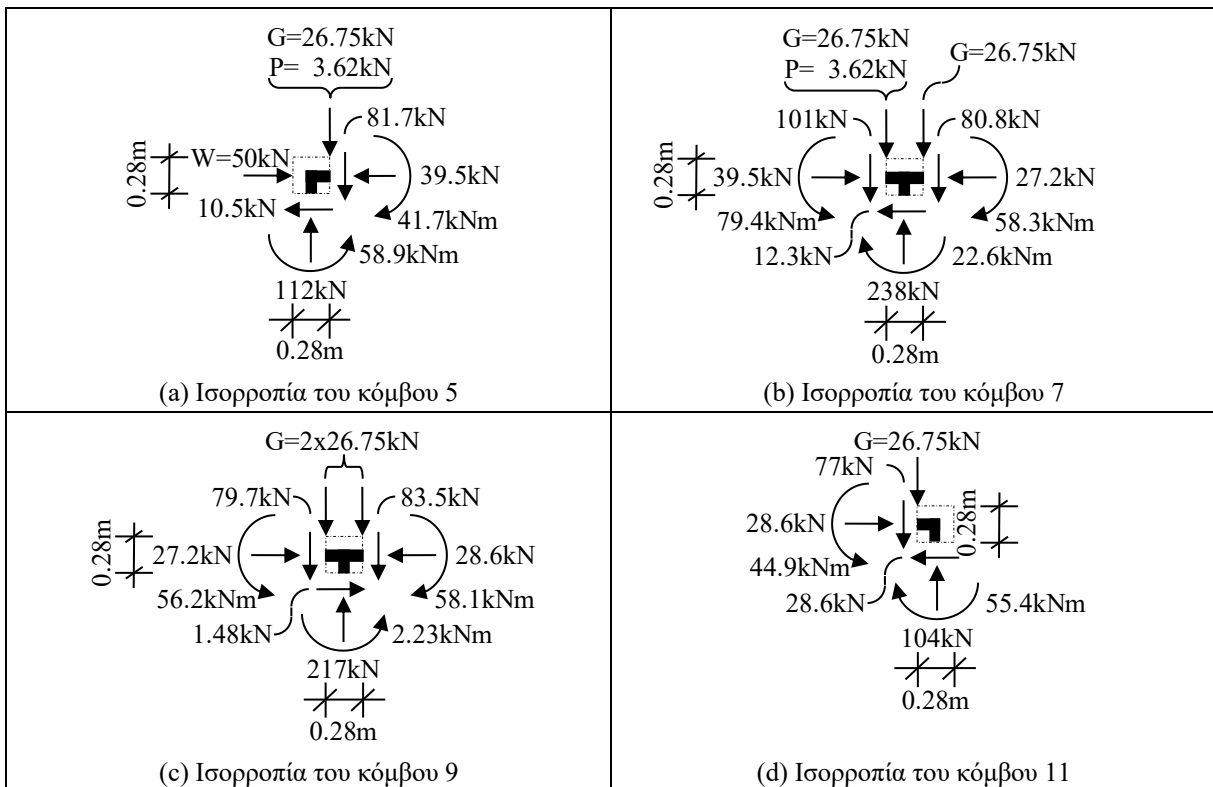 G=26.75kN
P= 3.62kN
81.7kN
W=50kN
0.28m
39.5kN
10.5kN
41.7kNm
58.9kNm
112kN
0.28m
(a) Ισορροπία του κόμβου 5
G=26.75kN
P= 3.62kN
G=26.75kN
101kN
80.8kN
0.28m
39.5kN
27.2kN
79.4kNm
58.3kNm
12.3kN
22.6kNm
238kN
0.28m
(b) Ισορροπία του κόμβου 7
G=2x26.75kN
79.7kN
83.5kN
0.28m
27.2kN
28.6kN
56.2kNm
58.1kNm
1.48kN
2.23kNm
217kN
0.28m
(c) Ισορροπία του κόμβου 9
G=26.75kN
77kN
28.6kN
0.28m
44.9kNm
28.6kN
55.4kNm
104kN
0.28m
(d) Ισορροπία του κόμβου 11